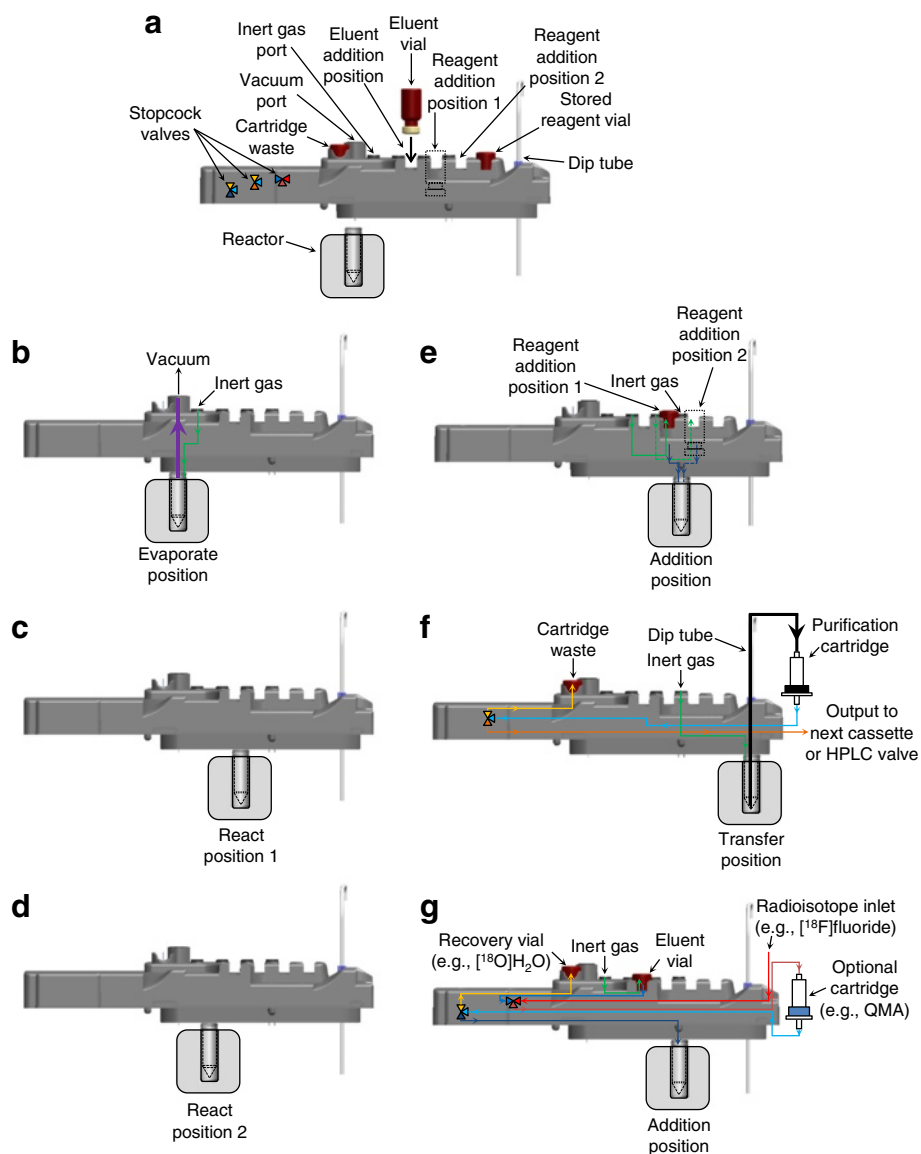 a
Inert gas
port
Eluent
addition
position
Eluent
vial
Reagent
addition
position 1
Reagent
addition
position 2
Vacuum
port
Stopcock
valves
Cartridge
waste
Stored
reagent vial
Dip tube
Reactor
b
Vacuum
Inert gas
Evaporate
position
c
React
position 1
d
React
position 2
e
Reagent
addition
position 1
Inert gas
Reagent
addition
position 2
Addition
position
f
Cartridge
waste
Dip tube
Inert gas
Purification
cartridge
Output to
next cassette
or HPLC valve
Transfer
position
g
Recovery vial
(e.g., [¹⁸O]H₂O)
Inert gas
Eluent
vial
Radioisotope inlet
(e.g., [¹⁸F]fluoride)
Optional
cartridge
(e.g., QMA)
Addition
position